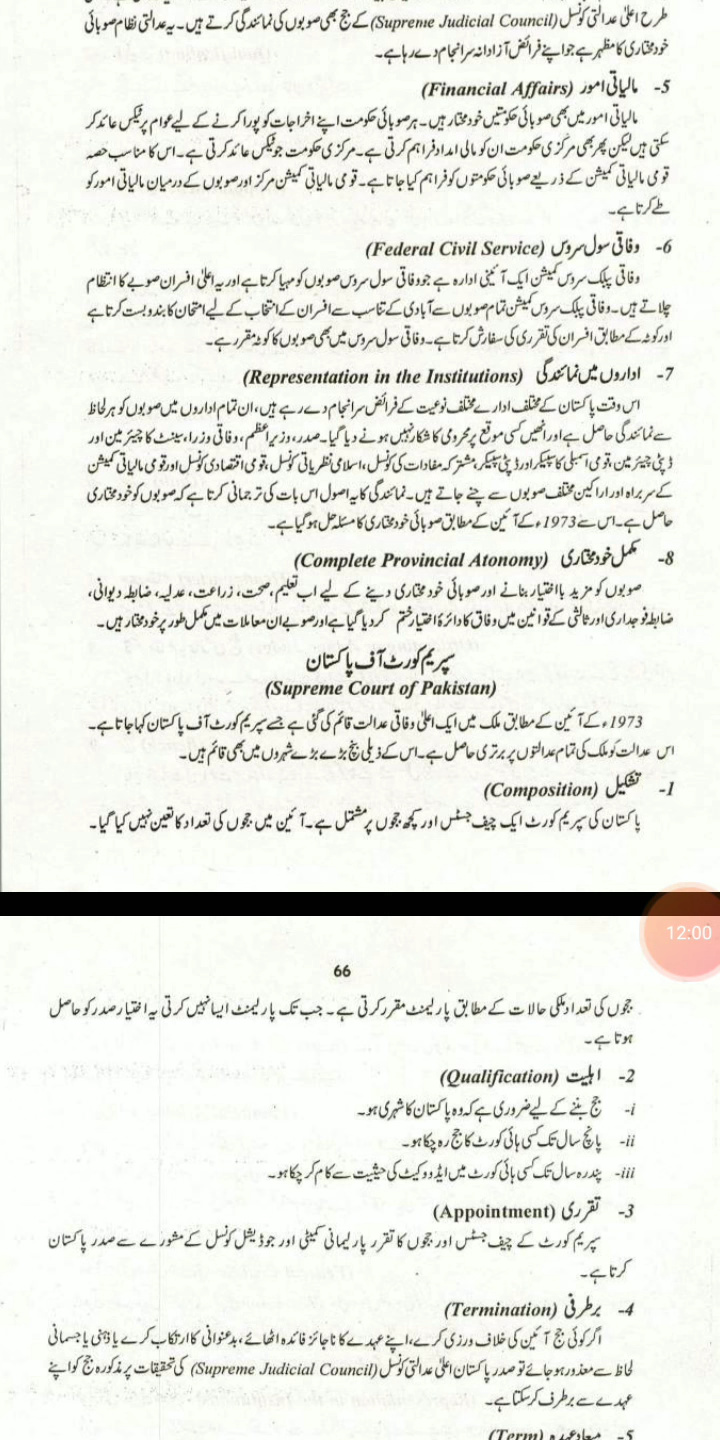 طرح اعلیٰ عدالتی کونسل (Supreme Judicial Council) کے جج بھی صوبوں کی نمائندگی کرتے ہیں۔ یہ عدالتی نظام صوبائی
خود مختاری کا مظہر ہے جو اپنے فرائض آزادانہ سرانجام دے رہا ہے۔
5- مالیاتی امور (Financial Affairs)
مالیاتی امور میں بھی صوبائی حکومتیں خود مختار ہیں۔ ہر صوبائی حکومت اپنے اخراجات کو پورا کرنے کے لیے عوام پر ٹیکس عائد کر
سکتی ہیں لیکن پھر بھی مرکزی حکومت ان کو مالی امداد فراہم کرتی ہے۔ مرکزی حکومت جو ٹیکس عائد کرتی ہے۔ اس کا مناسب حصہ
قومی مالیاتی کمیشن کے ذریعے صوبائی حکومتوں کو فراہم کیا جاتا ہے۔ قومی مالیاتی کمیشن مرکز اور صوبوں کے درمیان مالیاتی امور کو
طے کرتا ہے۔
6- وفاقی سول سروس (Federal Civil Service)
وفاقی پبلک سروس کمیشن ایک آئینی ادارہ ہے جو وفاقی سول سروس صوبوں کو مہیا کرتا ہے اور یہ اعلیٰ افسران صوبے کا انتظام
چلاتے ہیں۔ وفاقی پبلک سروس کمیشن تمام صوبوں سے آبادی کے تناسب سے افسران کے انتخاب کے لیے امتحان کا بندوبست کرتا ہے
اور کوٹہ کے مطابق افسران کی تقرری کی سفارش کرتا ہے۔ وفاقی سول سروس میں بھی صوبوں کا کوٹہ مقرر ہے۔
7- اداروں میں نمائندگی (Representation in the Institutions)
اس وقت پاکستان کے مختلف ادارے مختلف نوعیت کے فرائض سرانجام دے رہے ہیں، ان تمام اداروں میں صوبوں کو ہر لحاظ
سے نمائندگی حاصل ہے اور انھیں کسی موقع پر محرومی کا شکار نہیں ہونے دیا گیا۔ صدر، وزیراعظم، وفاقی وزرا، سینٹ کا چیئرمین اور
ڈپٹی چیئرمین، قومی اسمبلی کا سپیکر اور ڈپٹی سپیکر، مشترکہ مفادات کی کونسل، اسلامی نظریاتی کونسل، قومی اقتصادی کونسل اور قومی مالیاتی کمیشن
کے سربراہ اور اراکین مختلف صوبوں سے چنے جاتے ہیں۔ نمائندگی کا یہ اصول اس بات کی ترجمانی کرتا ہے کہ صوبوں کو خود مختاری
حاصل ہے۔ اس سے 1973ء کے آئین کے مطابق صوبائی خود مختاری کا مسئلہ حل ہو گیا ہے۔
8- مکمل خود مختاری (Complete Provincial Atonomy)
صوبوں کو مزید بااختیار بنانے اور صوبائی خود مختاری دینے کے لیے اب تعلیم، صحت، زراعت، عدلیہ، ضابطہ دیوانی،
ضابطہ فوجداری اور ثالثی کے قوانین میں وفاق کا دائرۂ اختیار ختم کر دیا گیا ہے اور صوبے ان معاملات میں مکمل طور پر خود مختار ہیں۔
سپریم کورٹ آف پاکستان
(Supreme Court of Pakistan)
1973ء کے آئین کے مطابق ملک میں ایک اعلیٰ وفاقی عدالت قائم کی گئی ہے جسے سپریم کورٹ آف پاکستان کہا جاتا ہے۔
اس عدالت کو ملک کی تمام عدالتوں پر برتری حاصل ہے۔ اس کے ذیلی بنچ بڑے بڑے شہروں میں بھی قائم ہیں۔
1- تشکیل (Composition)
پاکستان کی سپریم کورٹ ایک چیف جسٹس اور کچھ ججوں پر مشتمل ہے۔ آئین میں ججوں کی تعداد کا تعین نہیں کیا گیا۔
12:00
66
ججوں کی تعداد ملکی حالات کے مطابق پارلیمنٹ مقرر کرتی ہے۔ جب تک پارلیمنٹ ایسا نہیں کرتی یہ اختیار صدر کو حاصل
ہوتا ہے۔
2- اہلیت (Qualification)
i- جج بننے کے لیے ضروری ہے کہ وہ پاکستان کا شہری ہو۔
ii- پانچ سال تک کسی ہائی کورٹ کا جج رہ چکا ہو۔
iii- پندرہ سال تک کسی ہائی کورٹ میں ایڈووکیٹ کی حیثیت سے کام کر چکا ہو۔
3- تقرری (Appointment)
سپریم کورٹ کے چیف جسٹس اور ججوں کا تقرر پارلیمانی کمیٹی اور جوڈیشل کونسل کے مشورے سے صدر پاکستان
کرتا ہے۔
4- برطرفی (Termination)
اگر کوئی جج آئین کی خلاف ورزی کرے، اپنے عہدے کا ناجائز فائدہ اٹھائے، بدعنوانی کا ارتکاب کرے یا ذہنی یا جسمانی
لحاظ سے معذور ہو جائے تو صدر پاکستان اعلیٰ عدالتی کونسل (Supreme Judicial Council) کی تحقیقات پر مذکورہ جج کو اپنے
عہدے سے برطرف کر سکتا ہے۔
5- میعاد عہدہ (Term)